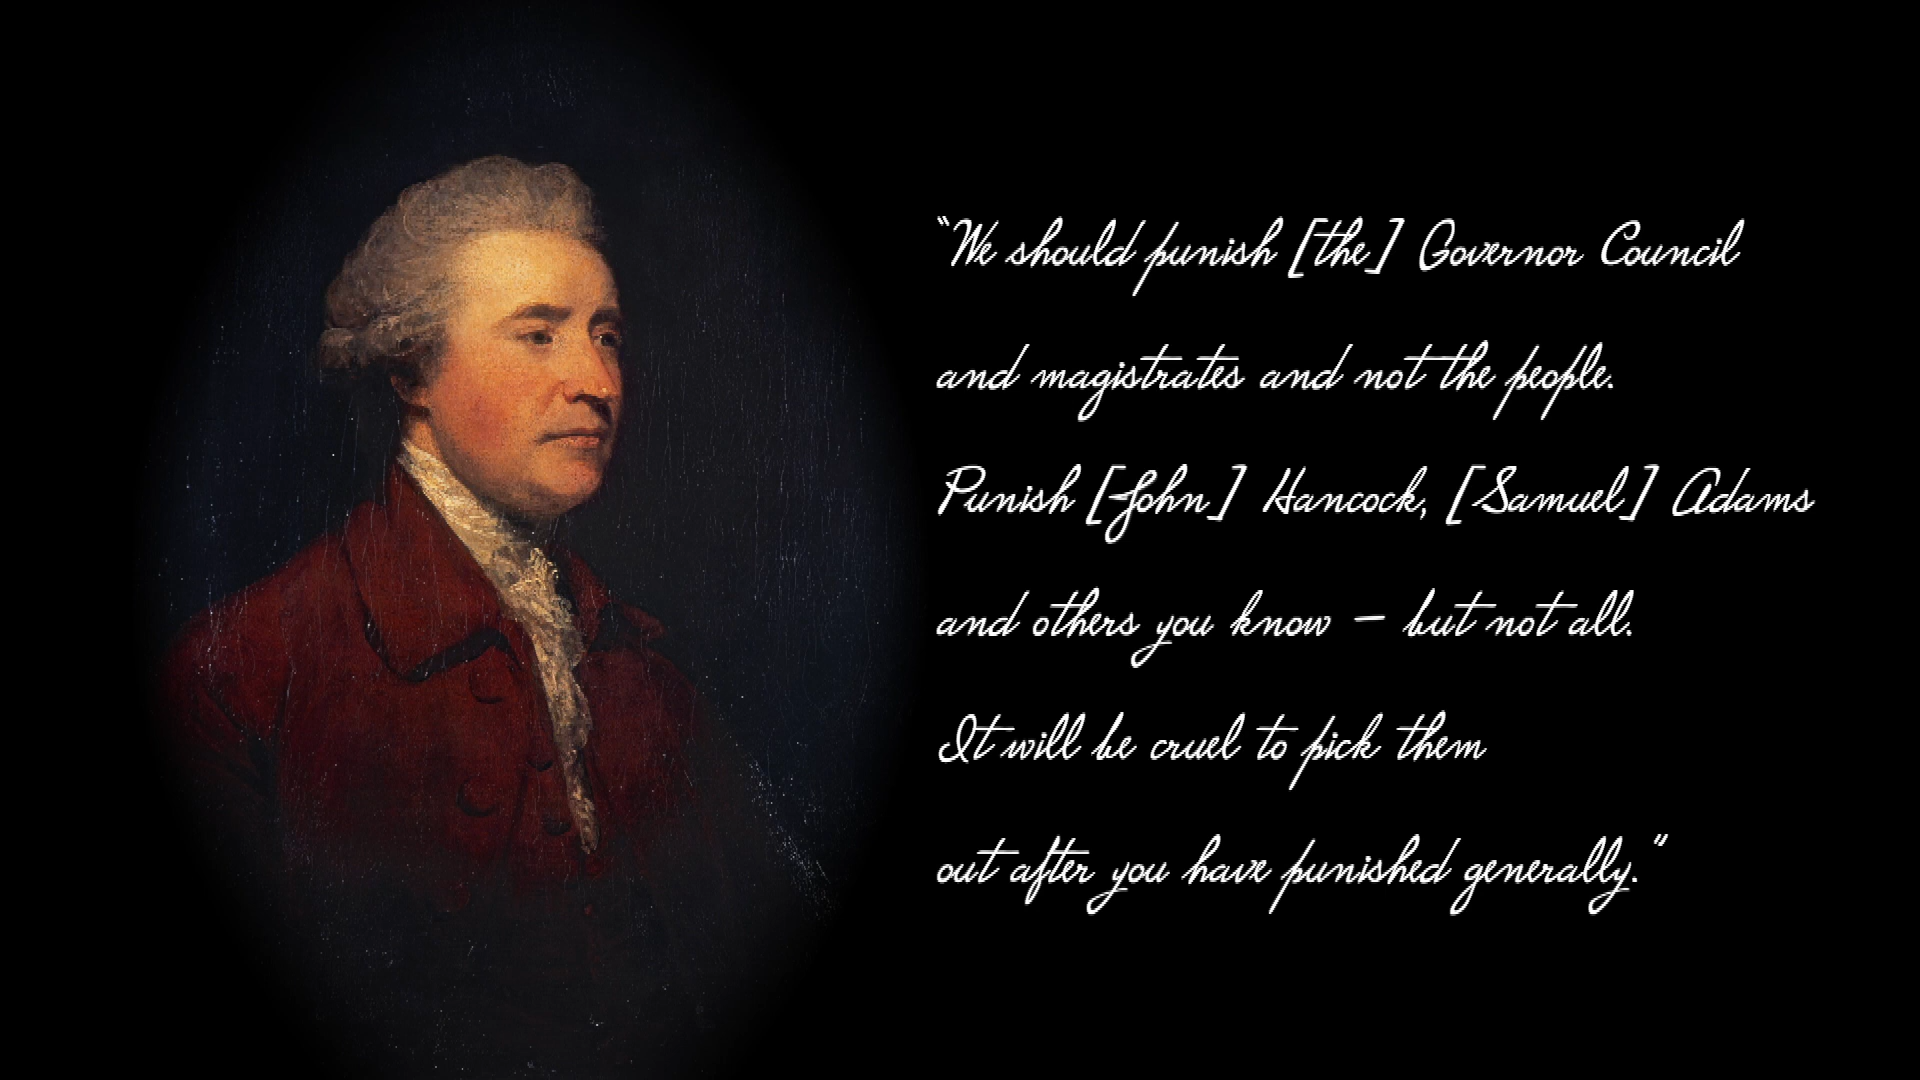 “We should punish [the] Governor Council
and magistrates and not the people.
Punish [John] Hancock, [Samuel] Adams
and others you know – but not all.
It will be cruel to pick them
out after you have punished generally.”